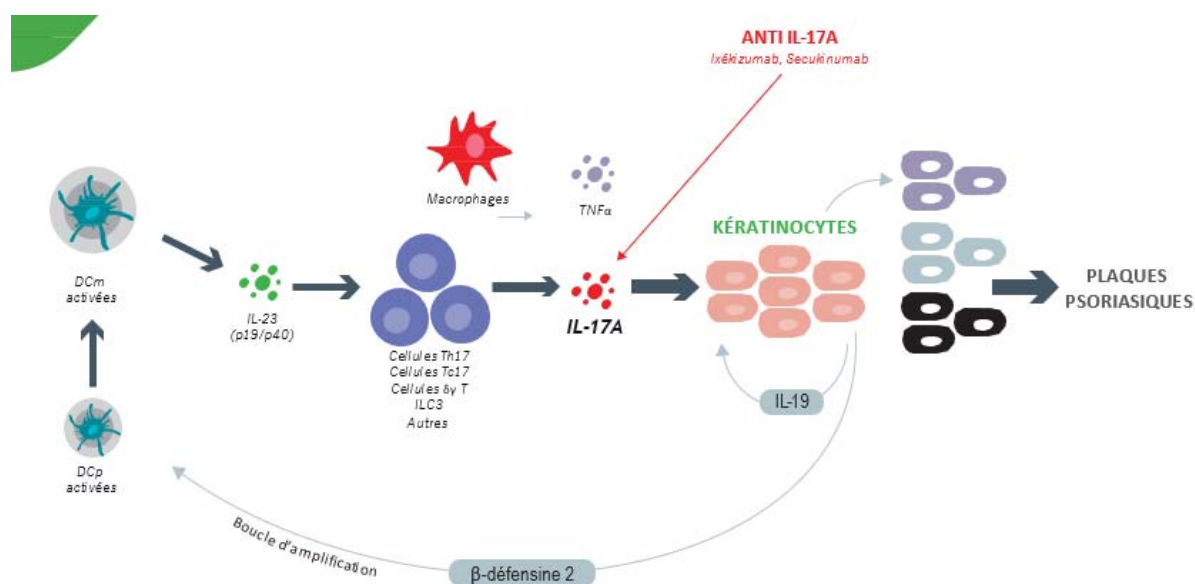 ANTI IL-17A
Ixékizumab, Secukinumab
Macrophages
TNFα
KÉRATINOCYTES
DCm
activées
IL-23
(p19/p40)
IL-17A
PLAQUES
PSORIASIQUES
Cellules Th17
Cellules Tc17
Cellules δγ T
ILC3
Autres
IL-19
DCp
activées
Boucle d'amplification
β-défensine 2